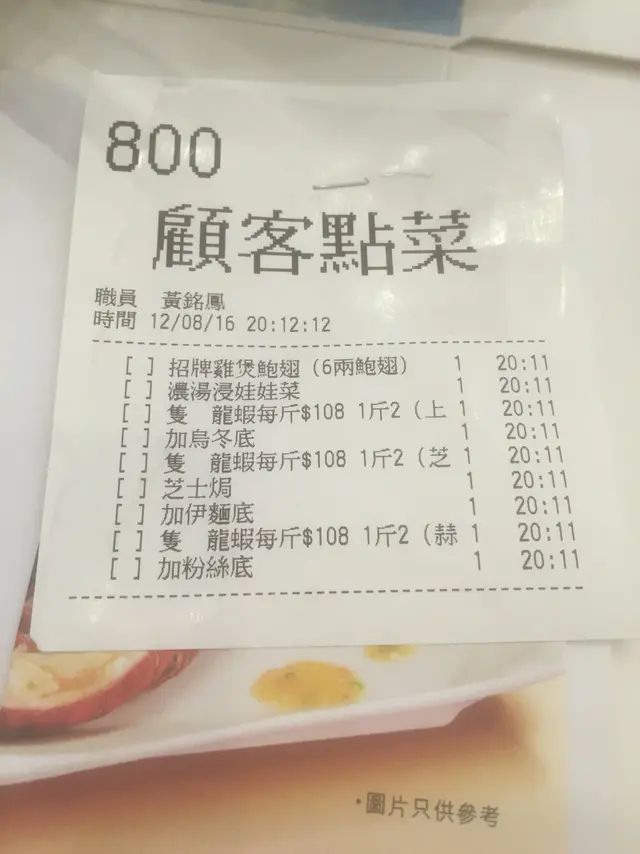 800
顧客點菜
職員 黃銘鳳
時間 12/08/16 20:12:12
[ ] 招牌雞煲鮑翅 (6兩鮑翅) 1 20:11
[ ] 濃湯浸娃娃菜 1 20:11
[ ] 隻 龍蝦每斤$108 1斤2 (上 1 20:11
[ ] 加烏冬底 1 20:11
[ ] 隻 龍蝦每斤$108 1斤2 (芝 1 20:11
[ ] 芝士焗 1 20:11
[ ] 加伊麵底 1 20:11
[ ] 隻 龍蝦每斤$108 1斤2 (蒜 1 20:11
[ ] 加粉絲底 1 20:11
•圖片只供參考